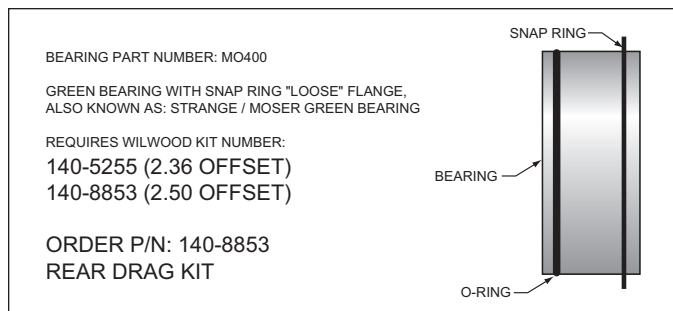 BEARING PART NUMBER: MO400
GREEN BEARING WITH SNAP RING "LOOSE" FLANGE,
ALSO KNOWN AS: STRANGE / MOSER GREEN BEARING
REQUIRES WILWOOD KIT NUMBER:
140-5255 (2.36 OFFSET)
140-8853 (2.50 OFFSET)
ORDER P/N: 140-8853
REAR DRAG KIT
SNAP RING
BEARING
O-RING